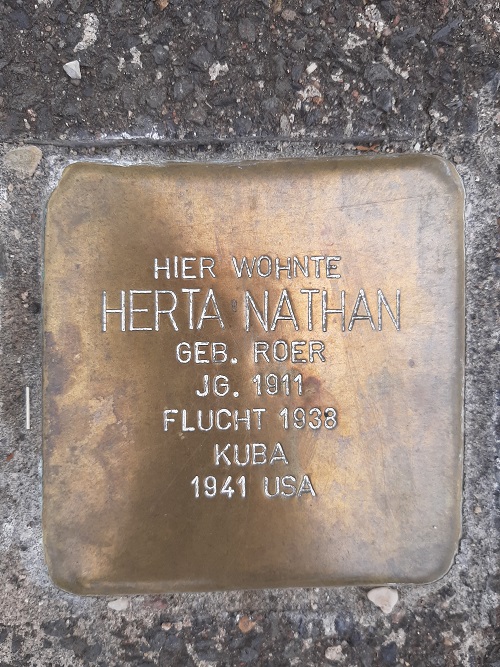 HIER WOHNTE
HERTA NATHAN
GEB. ROER
JG. 1911
FLUCHT 1938
KUBA
1941 USA